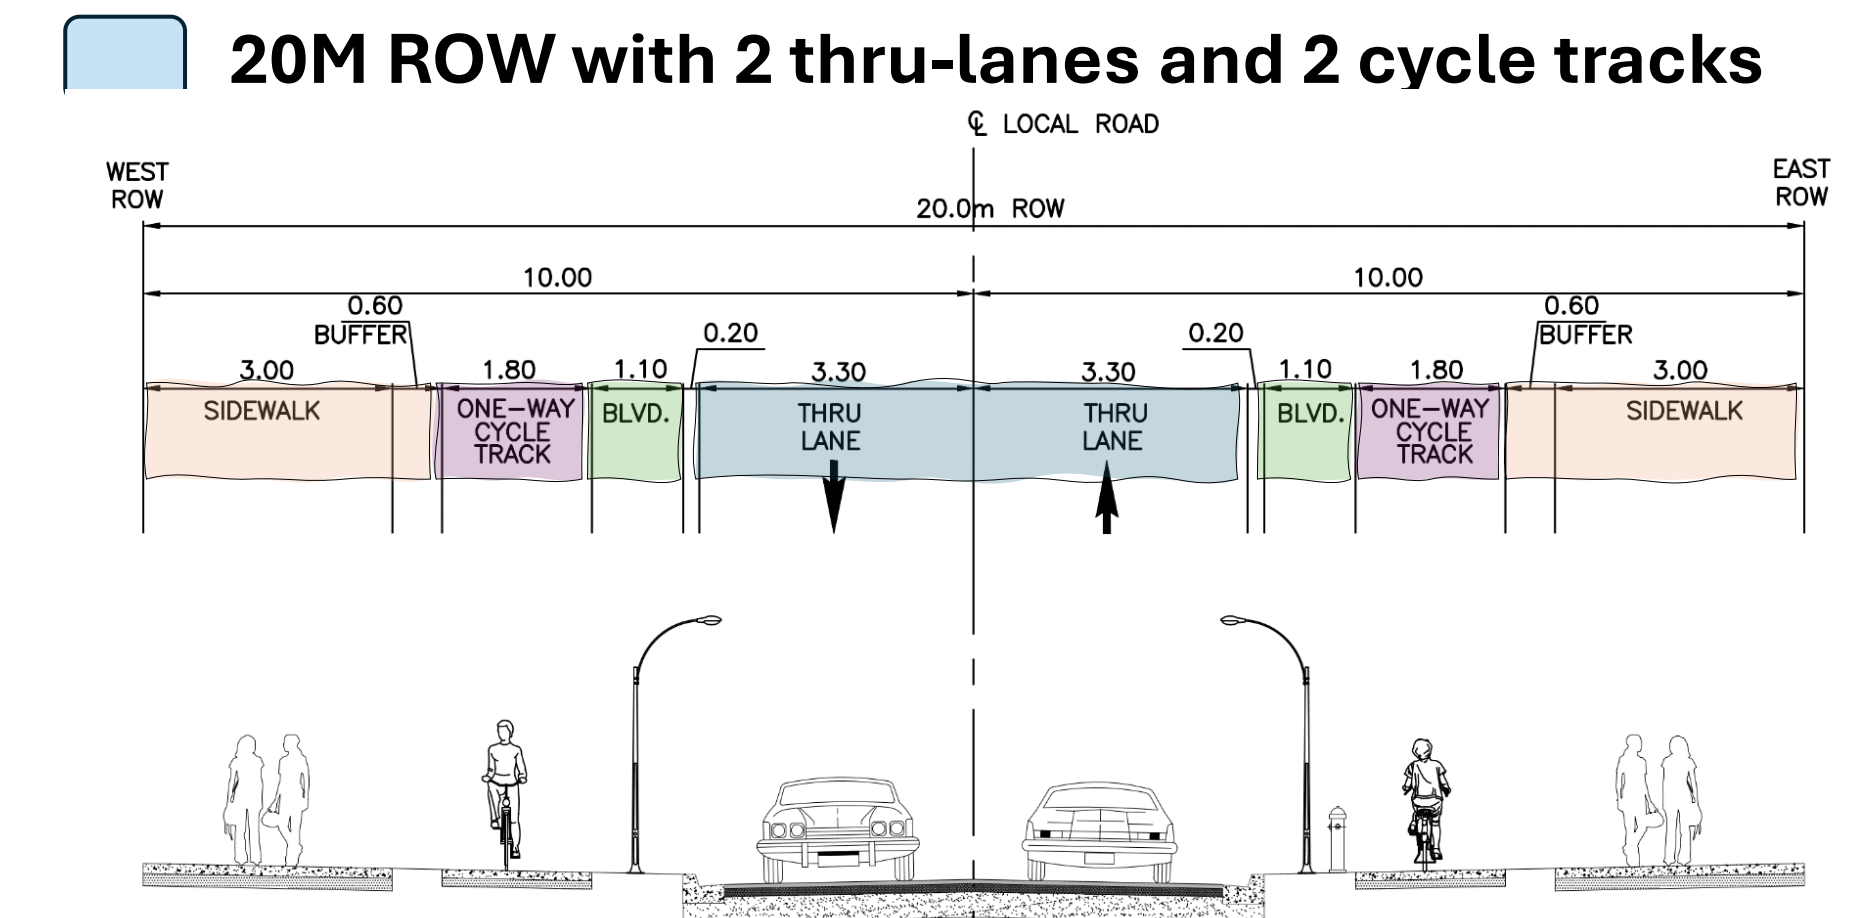 20M ROW with 2 thru-lanes and 2 cycle tracks
℄ LOCAL ROAD
WEST
ROW
EAST
ROW
20.0m ROW
10.00
10.00
0.60
BUFFER
0.20
0.20
0.60
BUFFER
3.00
1.80
1.10
3.30
3.30
1.10
1.80
3.00
SIDEWALK
ONE-WAY
CYCLE
TRACK
BLVD.
THRU
LANE
THRU
LANE
BLVD.
ONE-WAY
CYCLE
TRACK
SIDEWALK